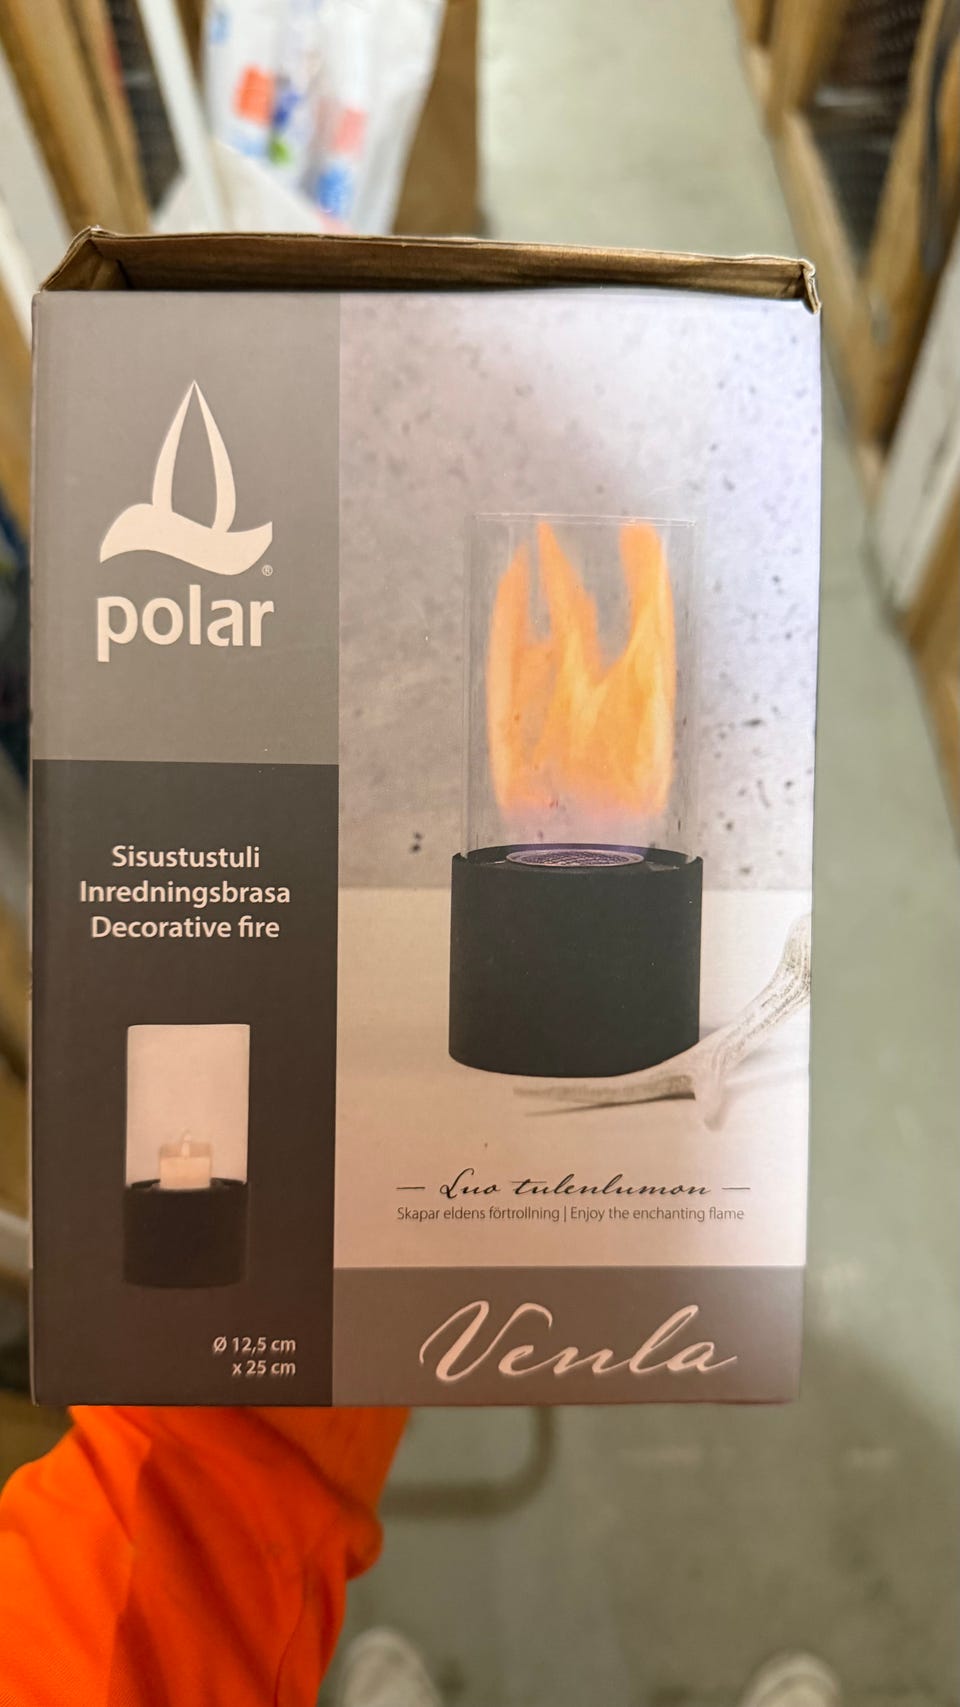 ®
polar
Sisustustuli
Inredningsbrasa
Decorative fire
Luo tulenlumon
Skapar eldens förtrollning | Enjoy the enchanting flame
Ø 12,5 cm
x 25 cm
Venla